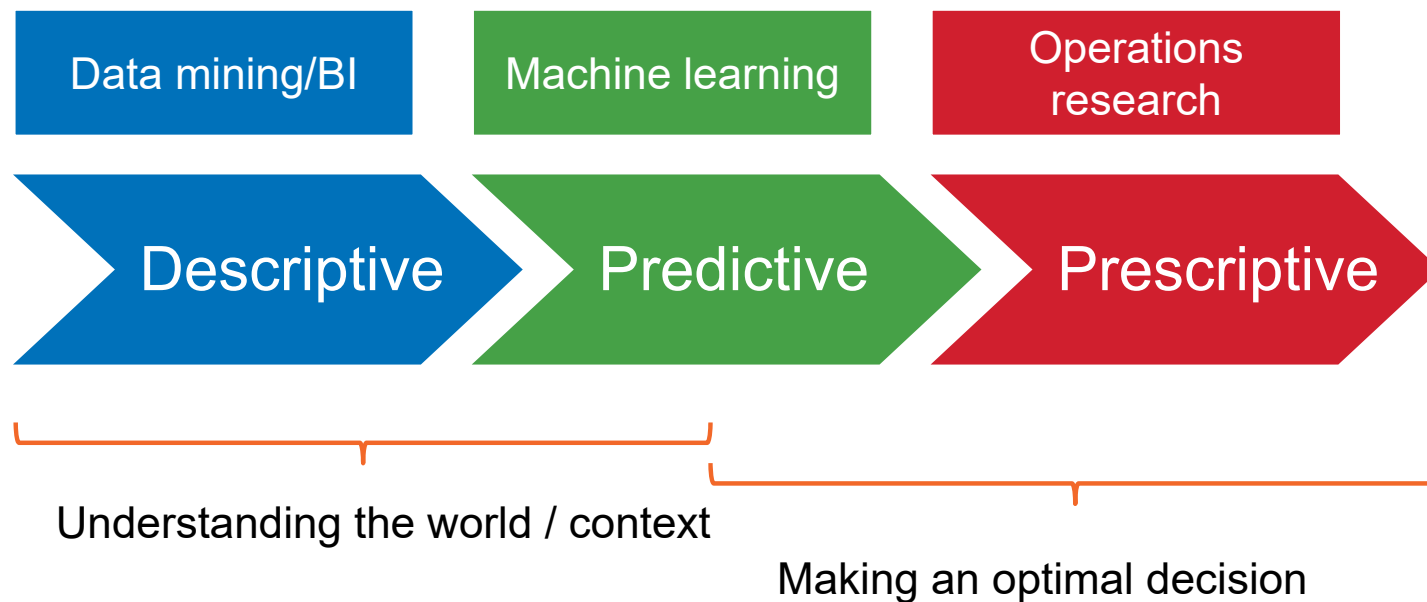 Data mining/BI
Machine learning
Operations
research
Descriptive
Predictive
Prescriptive
Understanding the world / context
Making an optimal decision